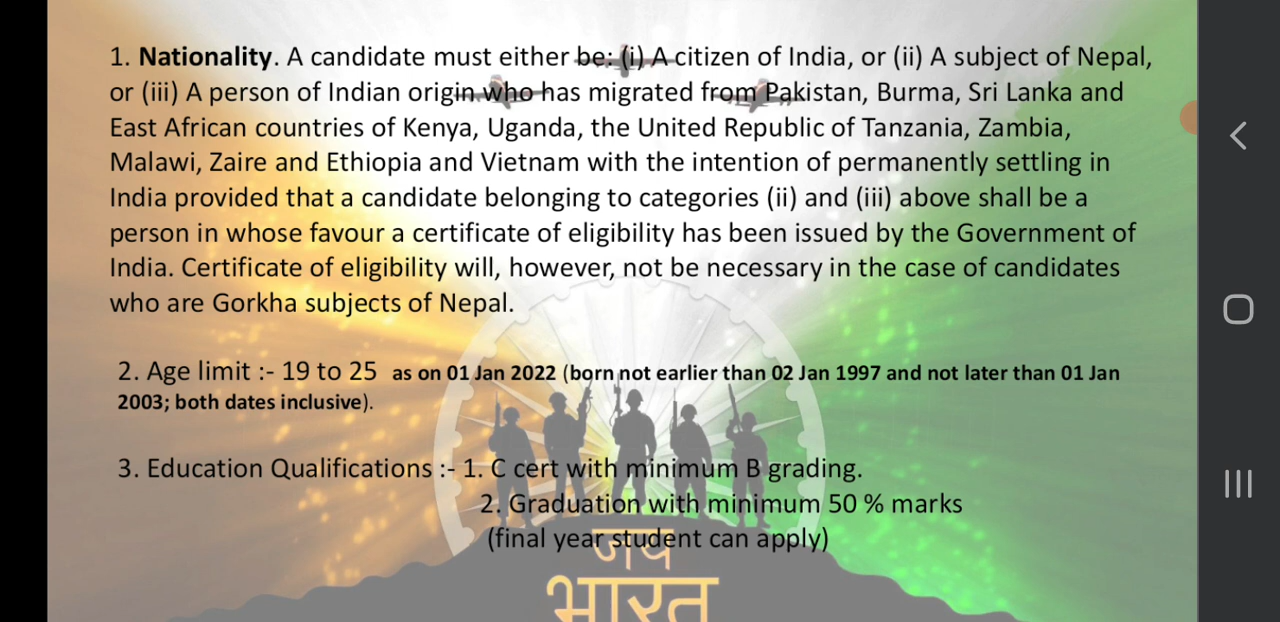 1. Nationality. A candidate must either be: (i) A citizen of India, or (ii) A subject of Nepal,
or (iii) A person of Indian origin who has migrated from Pakistan, Burma, Sri Lanka and
East African countries of Kenya, Uganda, the United Republic of Tanzania, Zambia,
Malawi, Zaire and Ethiopia and Vietnam with the intention of permanently settling in
India provided that a candidate belonging to categories (ii) and (iii) above shall be a
person in whose favour a certificate of eligibility has been issued by the Government of
India. Certificate of eligibility will, however, not be necessary in the case of candidates
who are Gorkha subjects of Nepal.
2. Age limit :- 19 to 25 as on 01 Jan 2022 (born not earlier than 02 Jan 1997 and not later than 01 Jan
2003; both dates inclusive).
3. Education Qualifications :- 1. C cert with minimum B grading.
2. Graduation with minimum 50 % marks
(final year student can apply)
जय
भारत